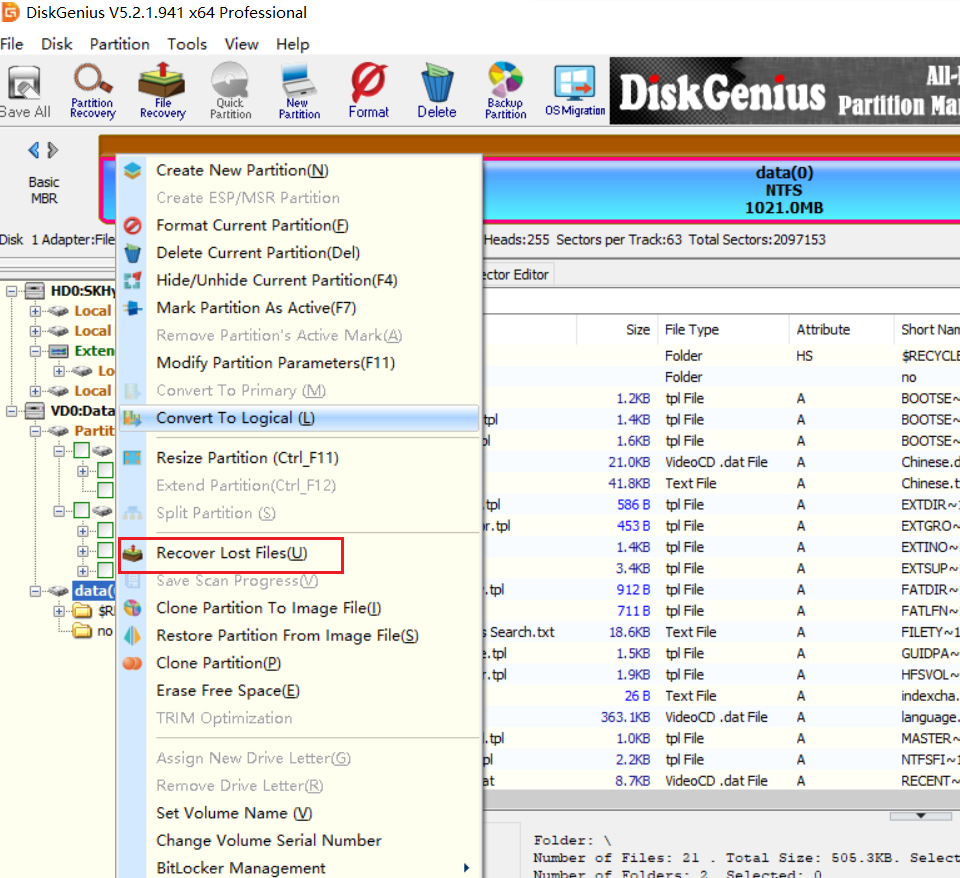 DiskGenius V5.2.1.941 x64 Professional
File Disk Partition Tools View Help
Save All
Partition Recovery
File Recovery
Quick Partition
New Partition
Format
Delete
Backup Partition
OS Migration
DiskGenius
All-
Partition Ma
Basic
MBR
data(0)
NTFS
1021.0MB
Disk 1 Adapter:File
Heads:255 Sectors per Track:63 Total Sectors:2097153
ector Editor
HD0:SKHy
Local
Local
Exten
Lo
Local
VD0:Data
Partit
data(
$R
no
Create New Partition(N)
Create ESP/MSR Partition
Format Current Partition(F)
Delete Current Partition(Del)
Hide/Unhide Current Partition(F4)
Mark Partition As Active(F7)
Remove Partition's Active Mark(A)
Modify Partition Parameters(F11)
Convert To Primary (M)
Convert To Logical (L)
Resize Partition (Ctrl_F11)
Extend Partition(Ctrl_F12)
Split Partition (S)
Recover Lost Files(U)
Save Scan Progress(V)
Clone Partition To Image File(I)
Restore Partition From Image File(S)
Clone Partition(P)
Erase Free Space(E)
TRIM Optimization
Assign New Drive Letter(G)
Remove Drive Letter(R)
Set Volume Name (V)
Change Volume Serial Number
BitLocker Management
Size File Type Attribute Short Na
Folder HS $RECYCLE
Folder no
1.2KB tpl File A BOOTSE~
tpl 1.4KB tpl File A BOOTSE~
pl 1.6KB tpl File A BOOTSE~
21.0KB VideoCD .dat File A Chinese.d
41.8KB Text File A Chinese.t
.tpl 586 B tpl File A EXTDIR~
r.tpl 453 B tpl File A EXTGRO~
1.4KB tpl File A EXTINO~
3.4KB tpl File A EXTSUP~
.tpl 912 B tpl File A FATDIR~
711 B tpl File A FATLFN~
s Search.txt 18.6KB Text File A FILETY~
e.tpl 1.5KB tpl File A GUIDPA~
r.tpl 1.9KB tpl File A HFSVOL~
26 B Text File A indexcha.
363.1KB VideoCD .dat File A language.
l.tpl 1.0KB tpl File A MASTER~
pl 2.2KB tpl File A NTFSFI~
at 8.7KB VideoCD .dat File A RECENT~
Folder: \
Number of Files: 21 . Total Size: 505.3KB. Select
Number of Folders: 2. Selected: 0.